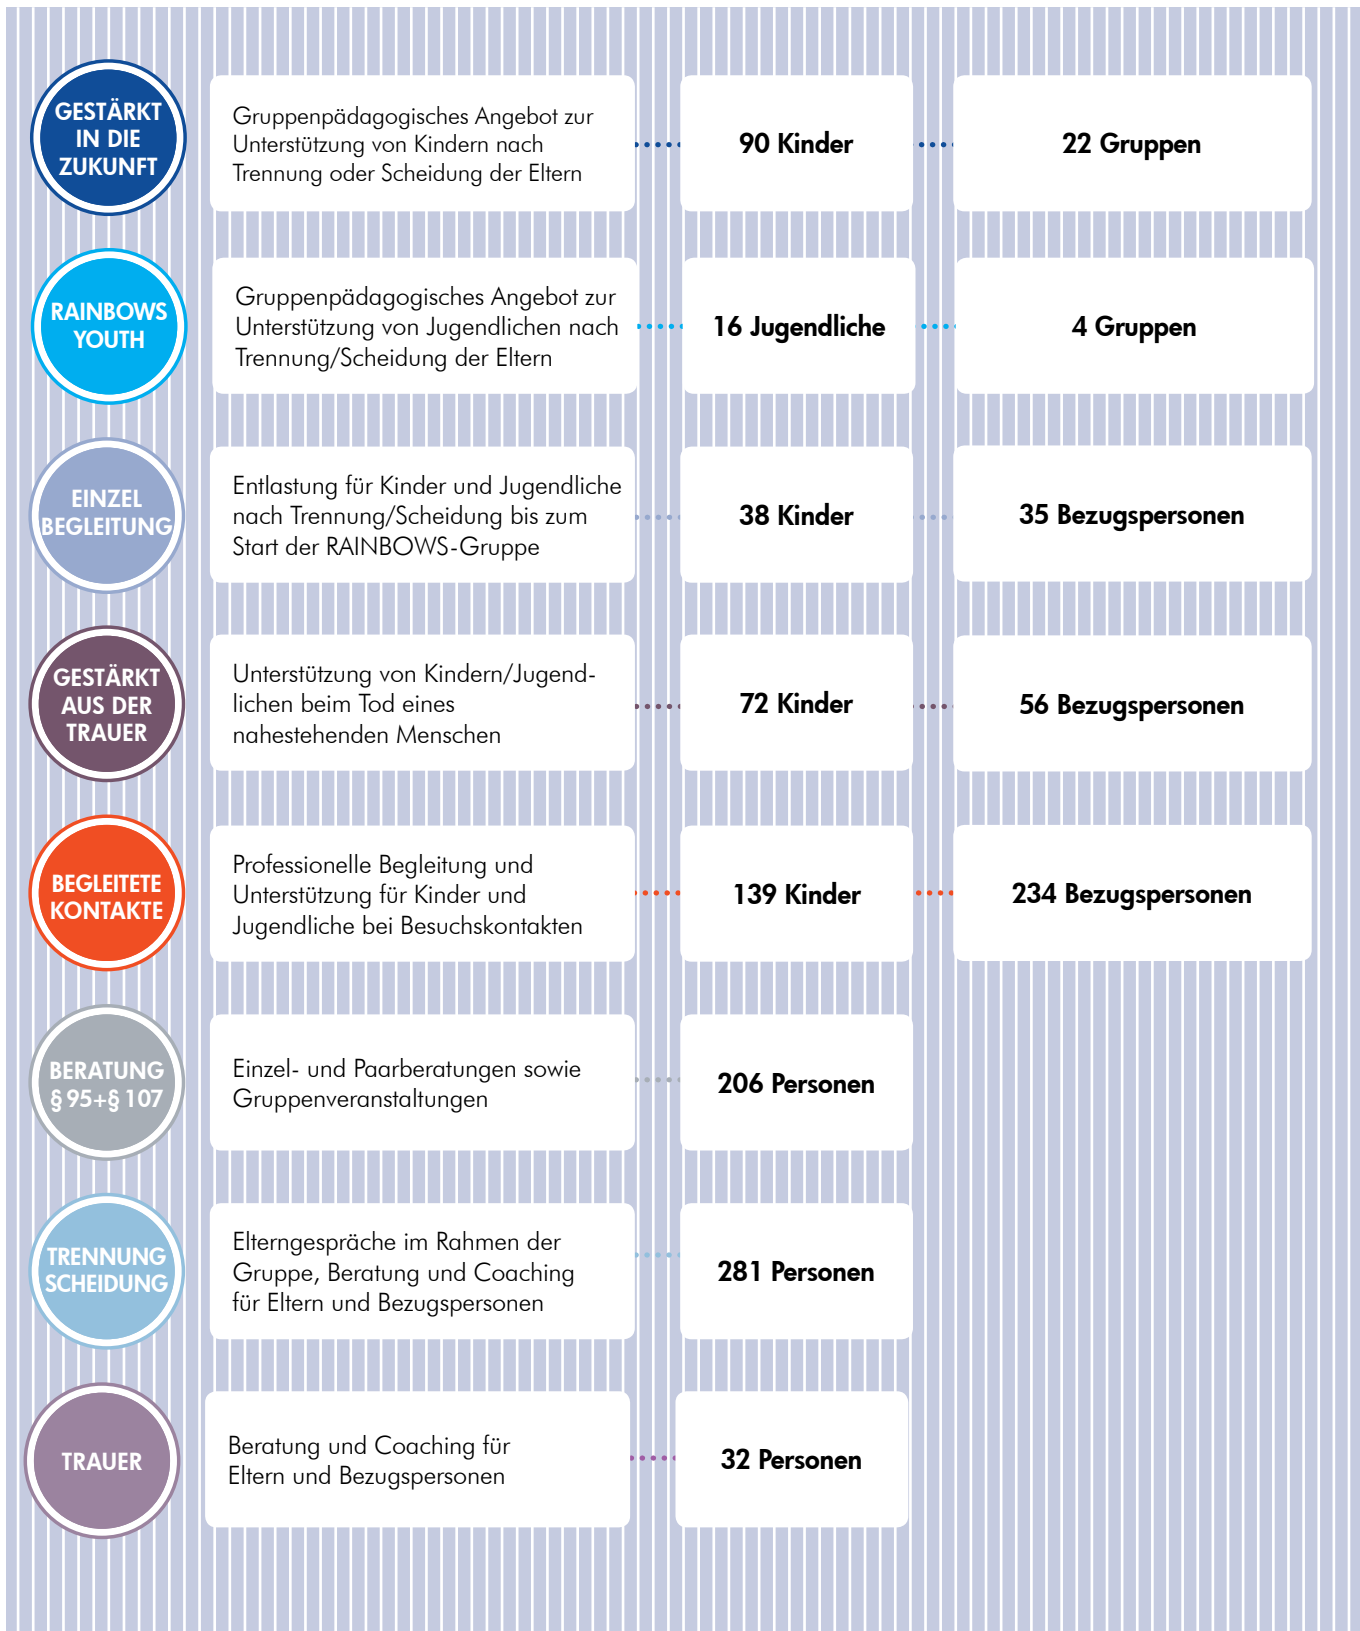 GESTÄRKT
IN DIE
ZUKUNFT
Gruppenpädagogisches Angebot zur
Unterstützung von Kindern nach
Trennung oder Scheidung der Eltern
90 Kinder
22 Gruppen
RAINBOWS
YOUTH
Gruppenpädagogisches Angebot zur
Unterstützung von Jugendlichen nach
Trennung/Scheidung der Eltern
16 Jugendliche
4 Gruppen
EINZEL
BEGLEITUNG
Entlastung für Kinder und Jugendliche
nach Trennung/Scheidung bis zum
Start der RAINBOWS-Gruppe
38 Kinder
35 Bezugspersonen
GESTÄRKT
AUS DER
TRAUER
Unterstützung von Kindern/Jugend-
lichen beim Tod eines
nahestehenden Menschen
72 Kinder
56 Bezugspersonen
BEGLEITETE
KONTAKTE
Professionelle Begleitung und
Unterstützung für Kinder und
Jugendliche bei Besuchskontakten
139 Kinder
234 Bezugspersonen
BERATUNG
§ 95+§ 107
Einzel- und Paarberatungen sowie
Gruppenveranstaltungen
206 Personen
TRENNUNG
SCHEIDUNG
Elterngespräche im Rahmen der
Gruppe, Beratung und Coaching
für Eltern und Bezugspersonen
281 Personen
TRAUER
Beratung und Coaching für
Eltern und Bezugspersonen
32 Personen